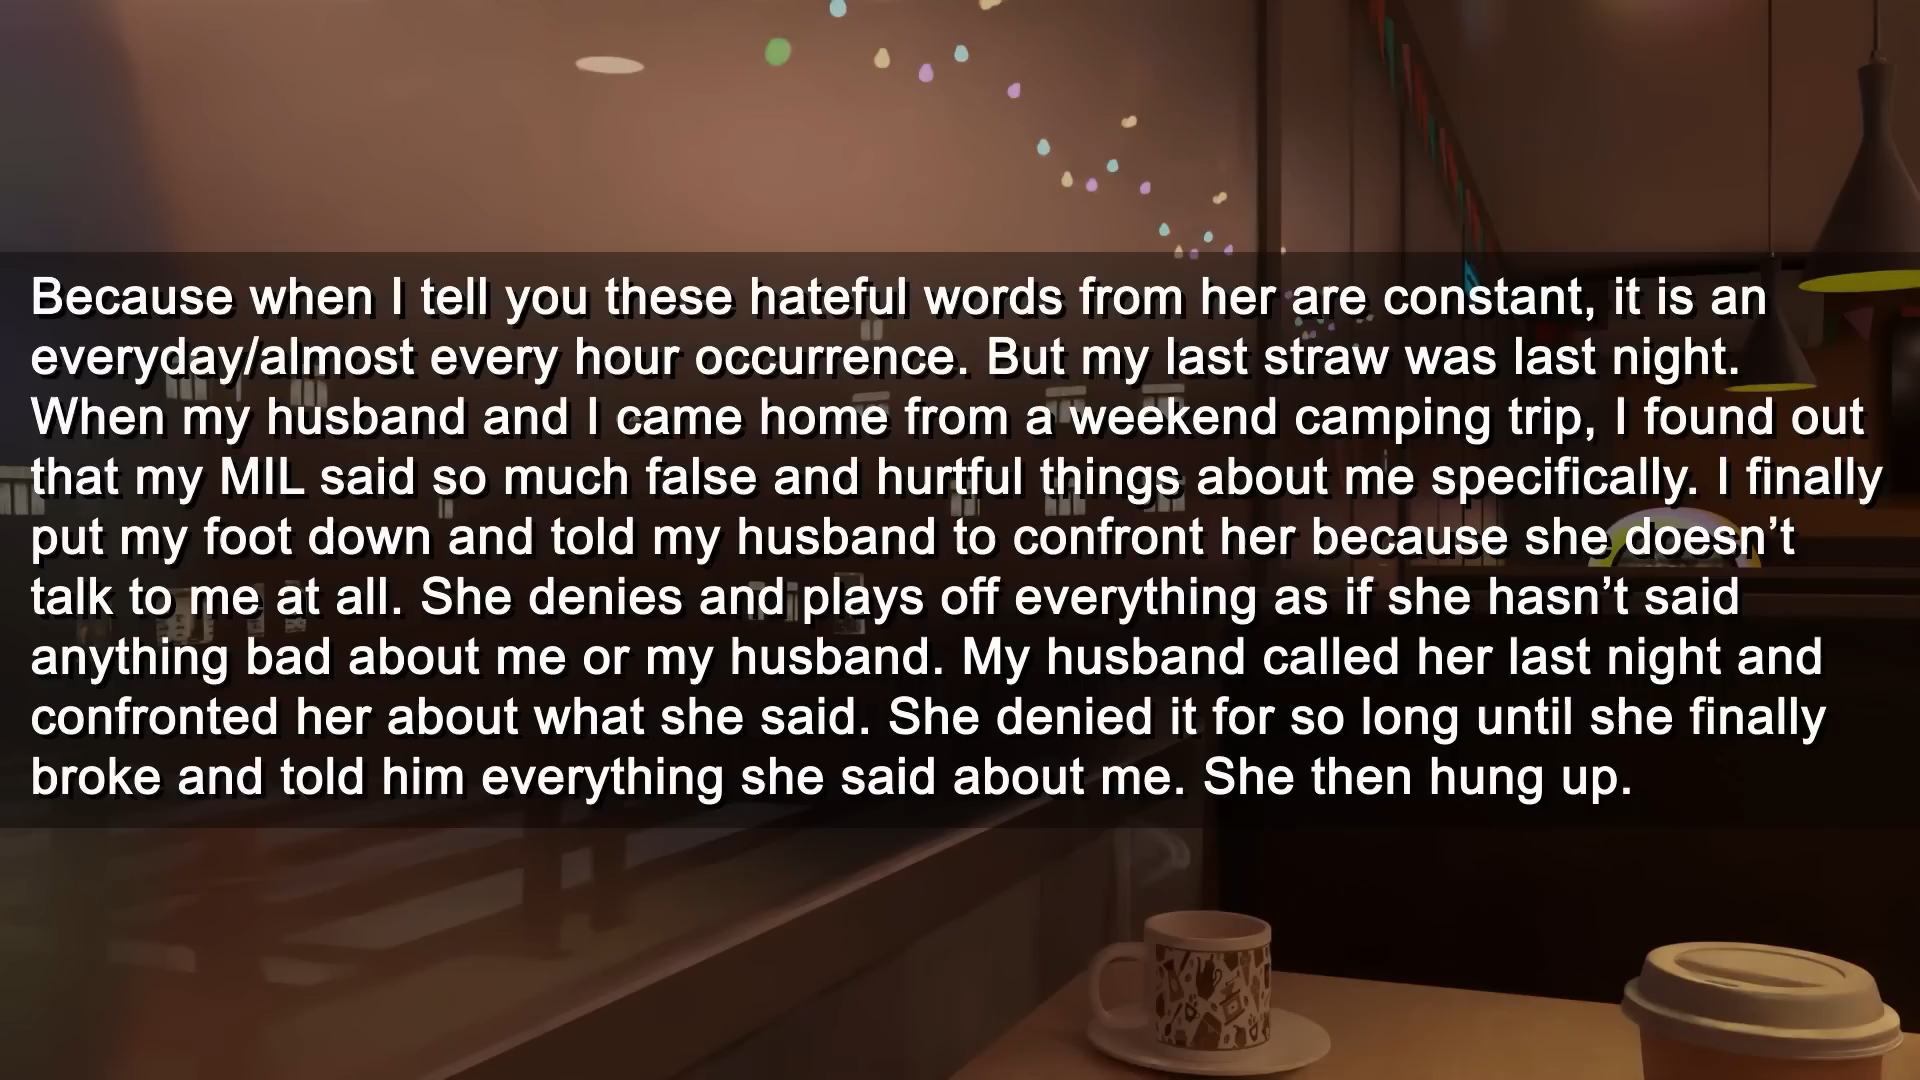 Because when I tell you these hateful words from her are constant, it is an
everyday/almost every hour occurrence. But my last straw was last night.
When my husband and I came home from a weekend camping trip, I found out
that my MIL said so much false and hurtful things about me specifically. I finally
put my foot down and told my husband to confront her because she doesn’t
talk to me at all. She denies and plays off everything as if she hasn’t said
anything bad about me or my husband. My husband called her last night and
confronted her about what she said. She denied it for so long until she finally
broke and told him everything she said about me. She then hung up.